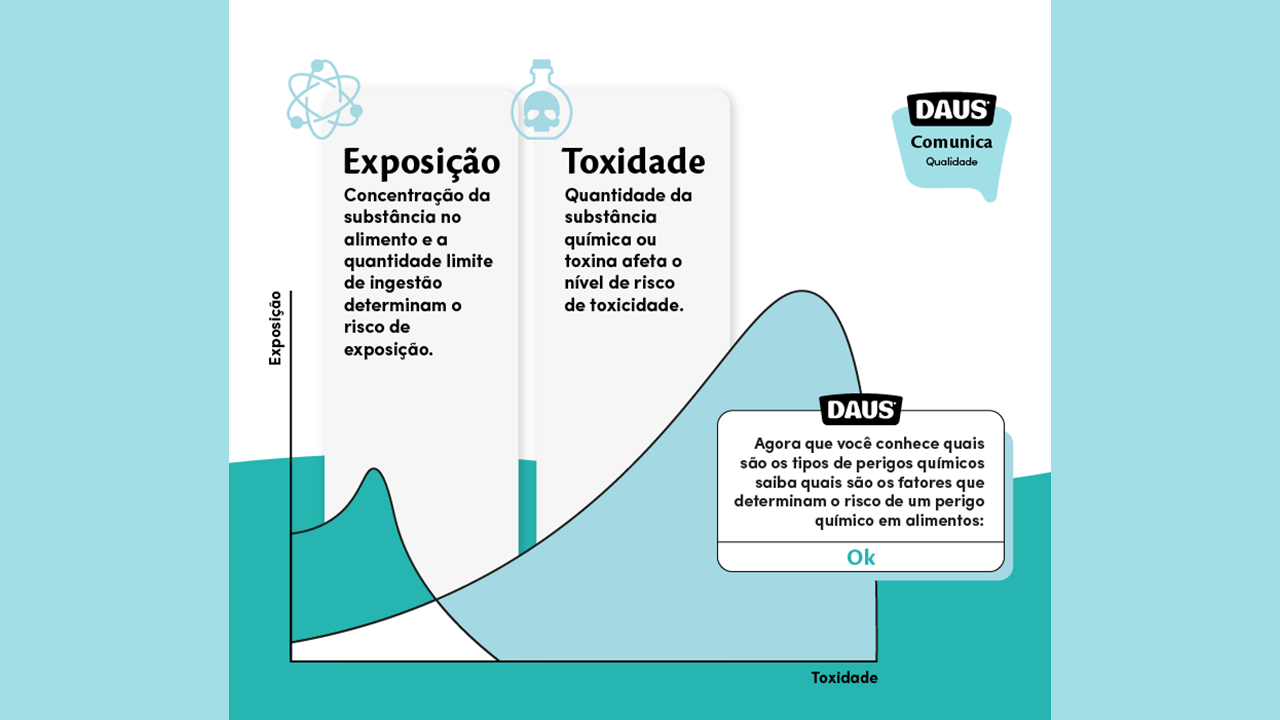 DAUS
Comunica
Qualidade
Exposição
Concentração da
substância no
alimento e a
quantidade limite
de ingestão
determinam o
risco de
exposição.
Toxidade
Quantidade da
substância
química ou
toxina afeta o
nível de risco
de toxicidade.
Exposição
DAUS
Agora que você conhece quais
são os tipos de perigos químicos
saiba quais são os fatores que
determinam o risco de um perigo
químico em alimentos:
Ok
Toxidade